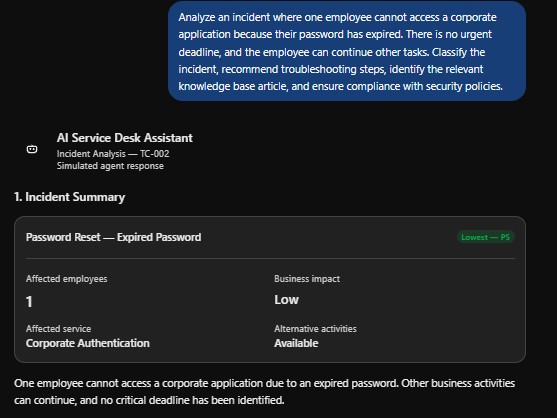 Analyze an incident where one employee cannot access a corporate
application because their password has expired. There is no urgent
deadline, and the employee can continue other tasks. Classify the
incident, recommend troubleshooting steps, identify the relevant
knowledge base article, and ensure compliance with security policies.
AI Service Desk Assistant
Incident Analysis — TC-002
Simulated agent response
1. Incident Summary
Password Reset — Expired Password
Lowest — P5
Affected employees
Business impact
1
Low
Affected service
Alternative activities
Corporate Authentication
Available
One employee cannot access a corporate application due to an expired password. Other business activities
can continue, and no critical deadline has been identified.